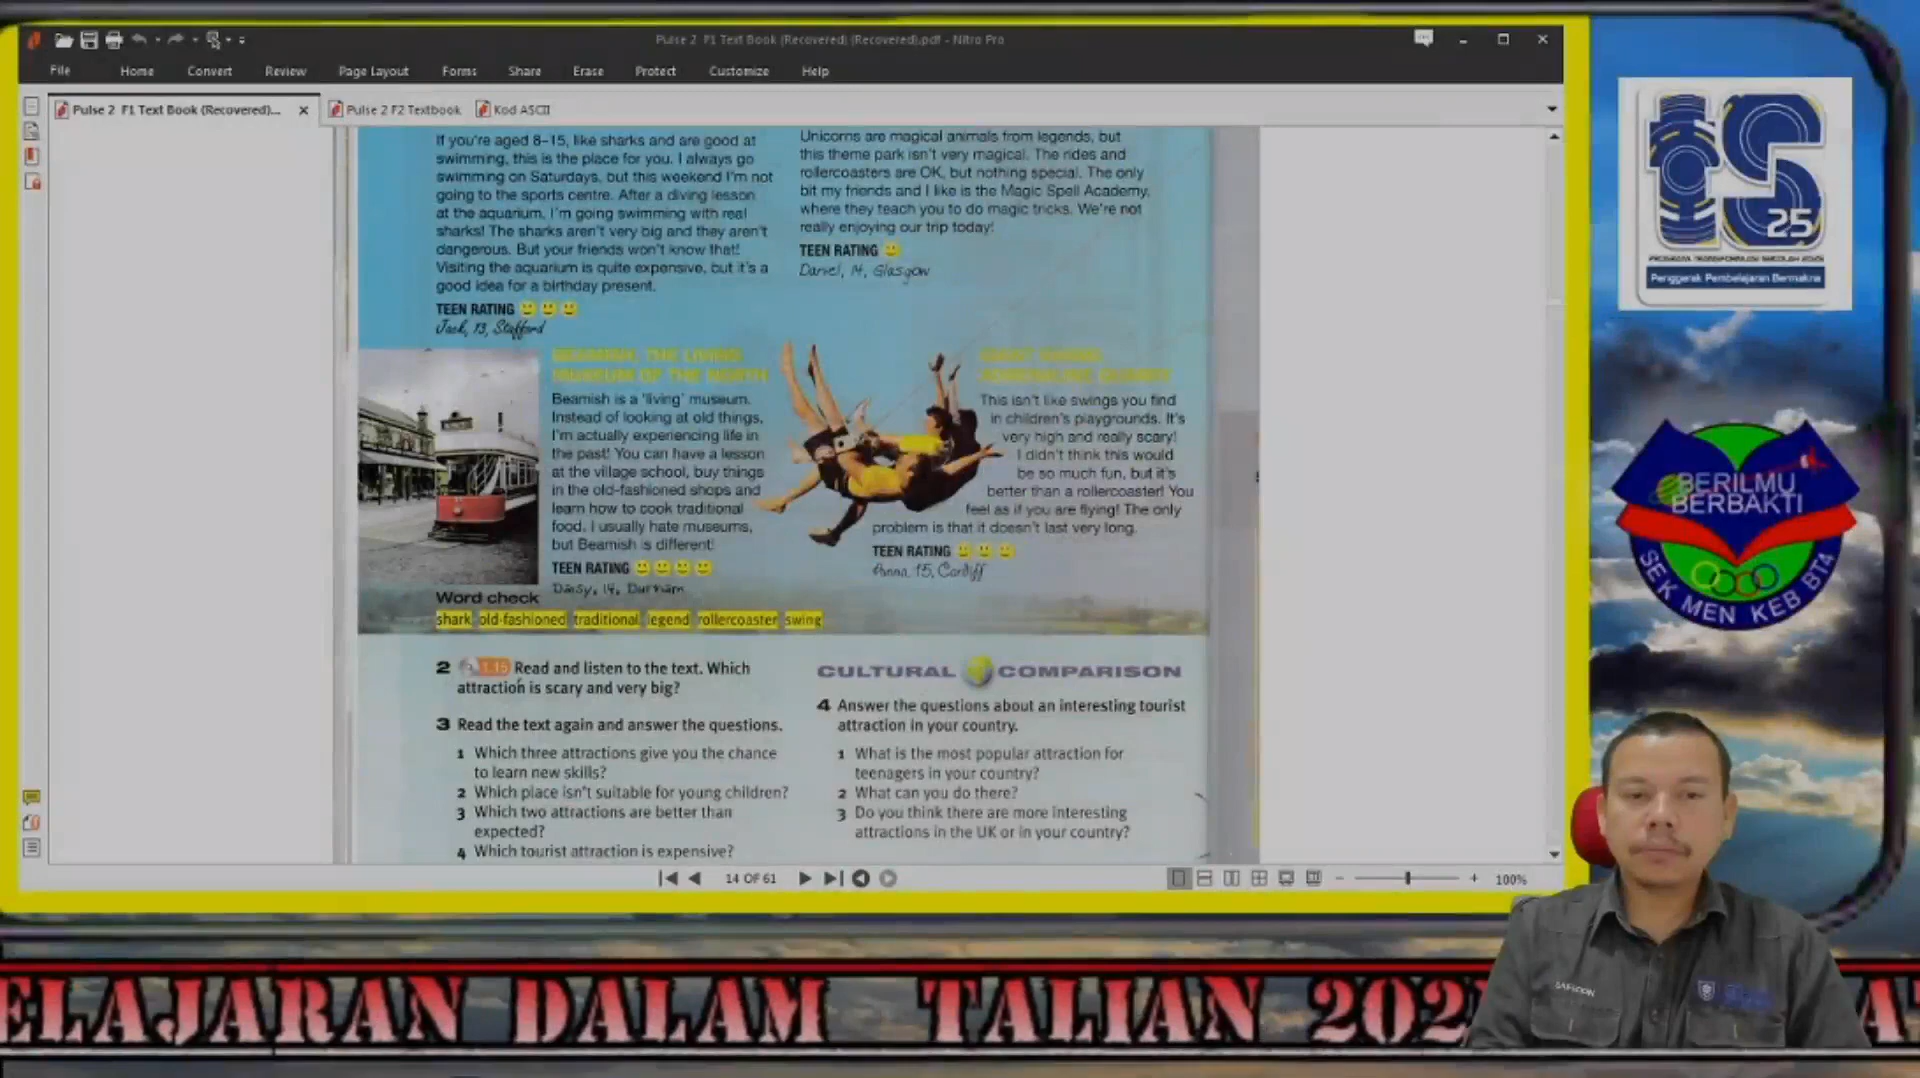 Pulse 2 F1 Text Book (Recovered) (Recovered).pdf - Nitro Pro
File Home Convert Review Page Layout Forms Share Erase Protect Customize Help
Pulse 2 F1 Text Book (Recovered)... Pulse 2 F2 Textbook Kod ASCII
If you're aged 8–15, like sharks and are good at
swimming, this is the place for you. I always go
swimming on Saturdays, but this weekend I'm not
going to the sports centre. After a diving lesson
at the aquarium, I'm going swimming with real
sharks! The sharks aren't very big and they aren't
dangerous. But your friends won't know that!
Visiting the aquarium is quite expensive, but it's a
good idea for a birthday present.
TEEN RATING
Jack, 13, Stafford
Unicorns are magical animals from legends, but
this theme park isn't very magical. The rides and
rollercoasters are OK, but nothing special. The only
bit my friends and I like is the Magic Spell Academy,
where they teach you to do magic tricks. We're not
really enjoying our trip today!
TEEN RATING
Daniel, 14, Glasgow
BEAMISH, THE LIVING
MUSEUM OF THE NORTH
Beamish is a 'living' museum.
Instead of looking at old things,
I'm actually experiencing life in
the past! You can have a lesson
at the village school, buy things
in the old-fashioned shops and
learn how to cook traditional
food. I usually hate museums,
but Beamish is different!
TEEN RATING
Daisy, 14, Durham
This isn't like swings you find
in children's playgrounds. It's
very high and really scary!
I didn't think this would
be so much fun, but it's
better than a rollercoaster! You
feel as if you are flying! The only
problem is that it doesn't last very long.
TEEN RATING
Anna 15, Cardiff
Word check
shark old-fashioned traditional legend rollercoaster swing
2 1.15 Read and listen to the text. Which
attraction is scary and very big?
3 Read the text again and answer the questions.
1 Which three attractions give you the chance
to learn new skills?
2 Which place isn't suitable for young children?
3 Which two attractions are better than
expected?
4 Which tourist attraction is expensive?
CULTURAL COMPARISON
4 Answer the questions about an interesting tourist
attraction in your country.
1 What is the most popular attraction for
teenagers in your country?
2 What can you do there?
3 Do you think there are more interesting
attractions in the UK or in your country?
14 OF 61
100%
TS
25
PROGRAM TRANSFORMASI SEKOLAH 2025
Penggerak Pembelajaran Bermakna
BERILMU
BERBAKTI
SEK MEN KEB BT4
ELAJARAN DALAM TALIAN 202